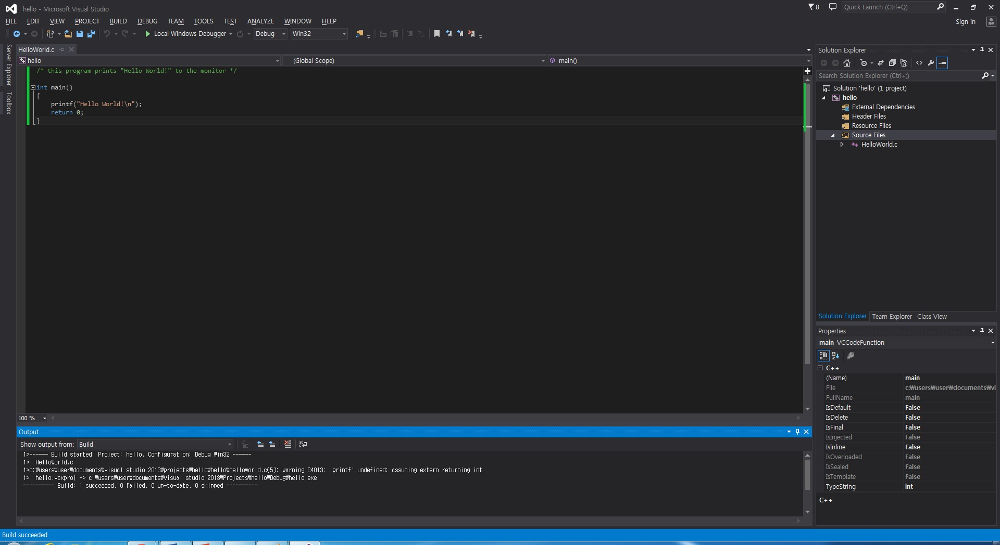 hello - Microsoft Visual Studio
8
Quick Launch (Ctrl+Q)
FILE EDIT VIEW PROJECT BUILD DEBUG TEAM TOOLS TEST ANALYZE WINDOW HELP
Sign in
Local Windows Debugger Debug Win32
Server Explorer
Toolbox
HelloWorld.c
hello (Global Scope) main()
/* this program prints "Hello World!" to the monitor */
int main()
{
printf("Hello World!\n");
return 0;
}
100 %
Output
Show output from: Build
1>------ Build started: Project: hello, Configuration: Debug Win32 ------
1> HelloWorld.c
1>c:₩users₩user₩documents₩visual studio 2013₩projects₩hello₩hello₩helloworld.c(5): warning C4013: 'printf' undefined; assuming extern returning int
1> hello.vcxproj -> c:₩users₩user₩documents₩visual studio 2013₩Projects₩hello₩Debug₩hello.exe
========== Build: 1 succeeded, 0 failed, 0 up-to-date, 0 skipped ==========
Build succeeded
Solution Explorer
Search Solution Explorer (Ctrl+;)
Solution 'hello' (1 project)
hello
External Dependencies
Header Files
Resource Files
Source Files
HelloWorld.c
Solution Explorer Team Explorer Class View
Properties
main VCCodeFunction
C++
(Name) main
File c:₩users₩user₩documents₩vi
FullName main
IsDefault False
IsDelete False
IsFinal False
IsInjected False
IsInline False
IsOverloaded False
IsSealed False
IsTemplate False
TypeString int
C++